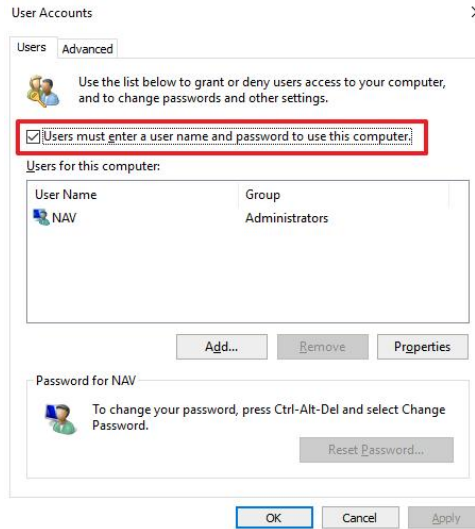 User Accounts
Users
Advanced
Use the list below to grant or deny users access to your computer,
and to change passwords and other settings.
Users must enter a user name and password to use this computer.
Users for this computer:
User Name Group
NAV Administrators
Add... Remove Properties
Password for NAV
To change your password, press Ctrl-Alt-Del and select Change
Password.
Reset Password...
OK Cancel Apply